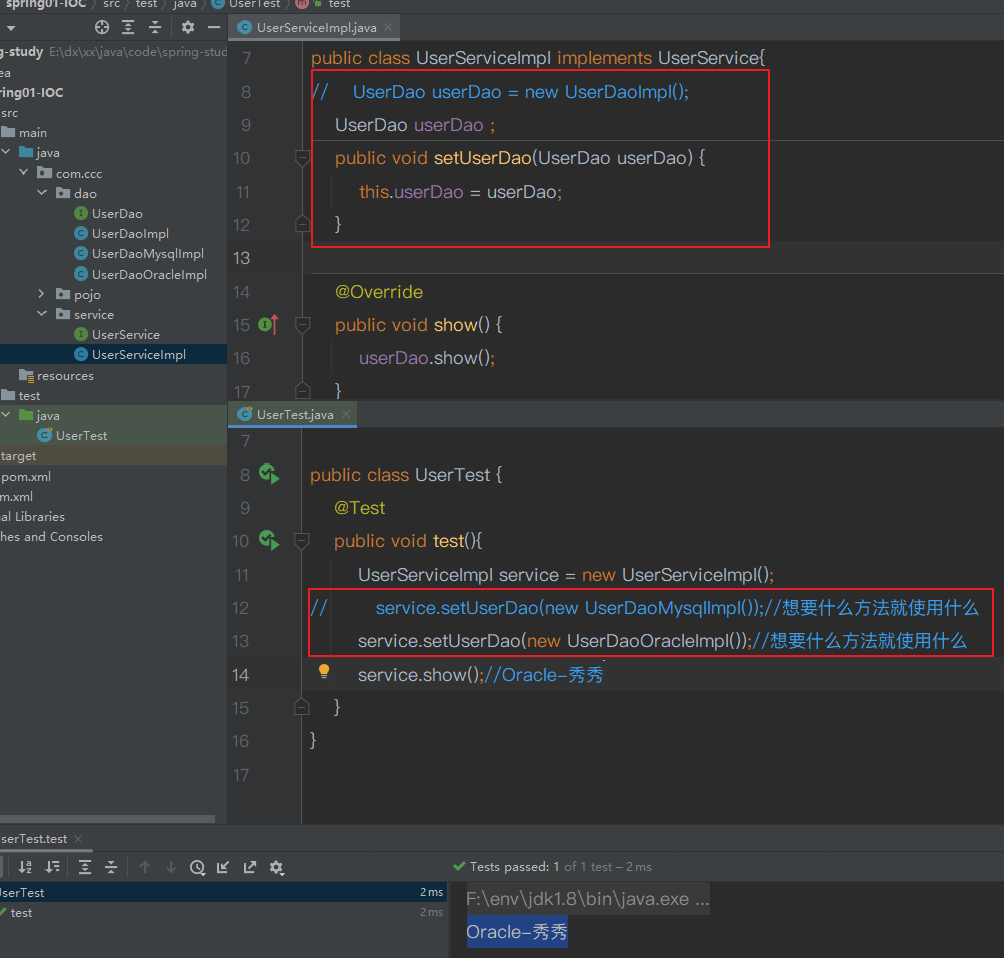 spring01-IOC src test java UserTest test
UserServiceImpl.java
g-study E:\dx\xx\java\code\spring-stud
ea
ring01-IOC
src
main
java
com.ccc
dao
UserDao
UserDaoImpl
UserDaoMysqlImpl
UserDaoOracleImpl
pojo
service
UserService
UserServiceImpl
resources
test
java
UserTest
target
pom.xml
m.xml
al Libraries
hes and Consoles
7 public class UserServiceImpl implements UserService{
8 // UserDao userDao = new UserDaoImpl();
9 UserDao userDao ;
10 public void setUserDao(UserDao userDao) {
11 this.userDao = userDao;
12 }
13
14 @Override
15 public void show() {
16 userDao.show();
17 }
UserTest.java
7
8 public class UserTest {
9 @Test
10 public void test(){
11 UserServiceImpl service = new UserServiceImpl();
12 // service.setUserDao(new UserDaoMysqlImpl());//想要什么方法就使用什么
13 service.setUserDao(new UserDaoOracleImpl());//想要什么方法就使用什么
14 service.show();//Oracle-秀秀
15 }
16 }
17
serTest.test
Tests passed: 1 of 1 test – 2 ms
JserTest 2 ms
test 2 ms
F:\env\jdk1.8\bin\java.exe ...
Oracle-秀秀